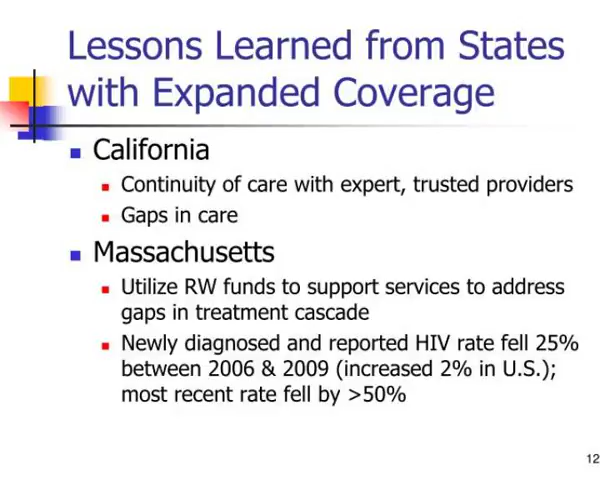 Lessons Learned from States
with Expanded Coverage
California
Continuity of care with expert, trusted providers
Gaps in care
Massachusetts
Utilize RW funds to support services to address
gaps in treatment cascade
Newly diagnosed and reported HIV rate fell 25%
between 2006 & 2009 (increased 2% in U.S.);
most recent rate fell by >50%
12